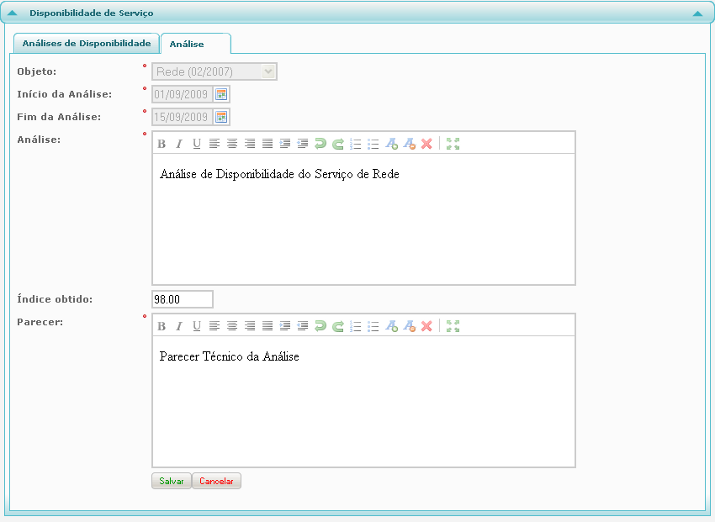 Disponibilidade de Serviço
Análises de Disponibilidade
Análise
Objeto: * Rede (02/2007)
Início da Análise: * 01/09/2009
Fim da Análise: * 15/09/2009
Análise: *
B I U
Análise de Disponibilidade do Serviço de Rede
Índice obtido: 98.00
Parecer: *
B I U
Parecer Técnico da Análise
Salvar Cancelar